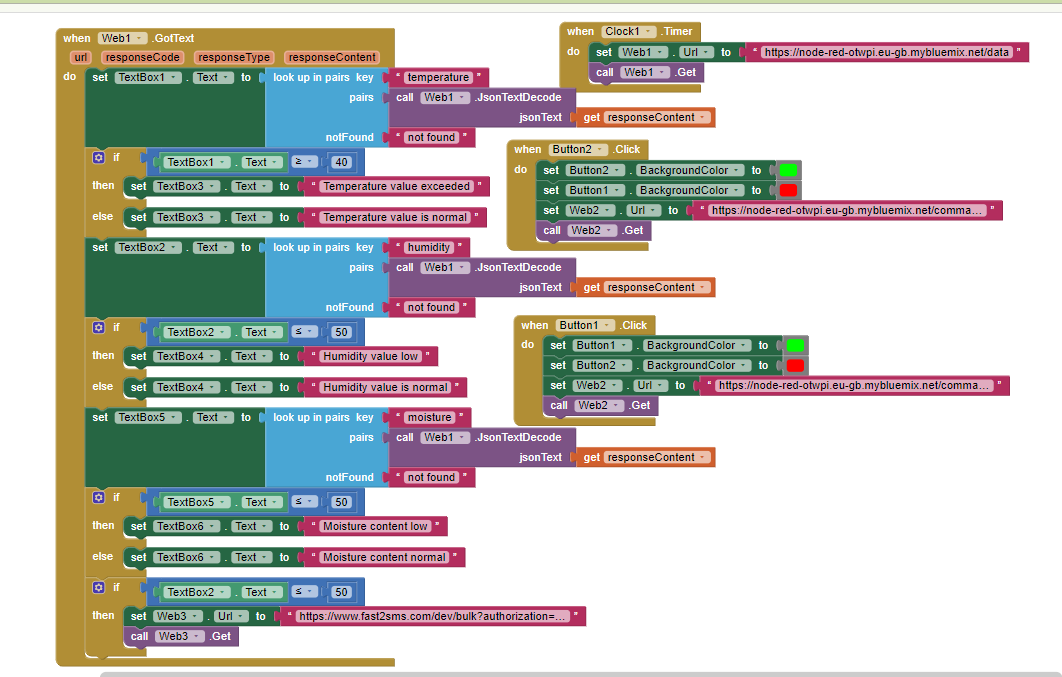 when Web1 .GotText
url responseCode responseType responseContent
do set TextBox1 . Text to look up in pairs key " temperature "
pairs call Web1 .JsonTextDecode
jsonText get responseContent
notFound " not found "
if TextBox1 . Text ≥ 40
then set TextBox3 . Text to " Temperature value exceeded "
else set TextBox3 . Text to " Temperature value is normal "
set TextBox2 . Text to look up in pairs key " humidity "
pairs call Web1 .JsonTextDecode
jsonText get responseContent
notFound " not found "
if TextBox2 . Text ≤ 50
then set TextBox4 . Text to " Humidity value low "
else set TextBox4 . Text to " Humidity value is normal "
set TextBox5 . Text to look up in pairs key " moisture "
pairs call Web1 .JsonTextDecode
jsonText get responseContent
notFound " not found "
if TextBox5 . Text ≤ 50
then set TextBox6 . Text to " Moisture content low "
else set TextBox6 . Text to " Moisture content normal "
if TextBox2 . Text ≤ 50
then set Web3 . Url to " https://www.fast2sms.com/dev/bulk?authorization=... "
call Web3 .Get
when Clock1 .Timer
do set Web1 . Url to " https://node-red-otwpi.eu-gb.mybluemix.net/data "
call Web1 .Get
when Button2 .Click
do set Button2 . BackgroundColor to
set Button1 . BackgroundColor to
set Web2 . Url to " https://node-red-otwpi.eu-gb.mybluemix.net/comma... "
call Web2 .Get
when Button1 .Click
do set Button1 . BackgroundColor to
set Button2 . BackgroundColor to
set Web2 . Url to " https://node-red-otwpi.eu-gb.mybluemix.net/comma... "
call Web2 .Get